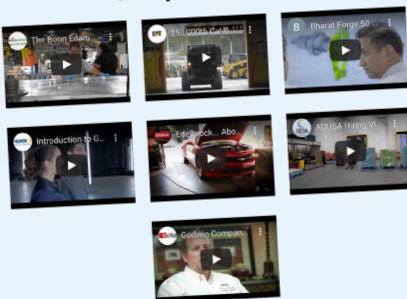 The Boon Edam
250,000th Cat®
B Bharat Forge 50 ...
Introduction to G...
Edelbrock... Abo...
ADUSA Hiring Vi...
Godwin Compan...